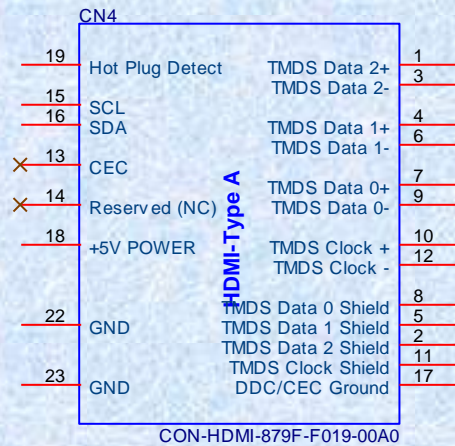 CN4
19 Hot Plug Detect
15 SCL
16 SDA
13 CEC
14 Reserved (NC)
18 +5V POWER
22 GND
23 GND
HDMI-Type A
TMDS Data 2+ 1
TMDS Data 2- 3
TMDS Data 1+ 4
TMDS Data 1- 6
TMDS Data 0+ 7
TMDS Data 0- 9
TMDS Clock + 10
TMDS Clock - 12
TMDS Data 0 Shield 8
TMDS Data 1 Shield 5
TMDS Data 2 Shield 2
TMDS Clock Shield 11
DDC/CEC Ground 17
CON-HDMI-879F-F019-00A0